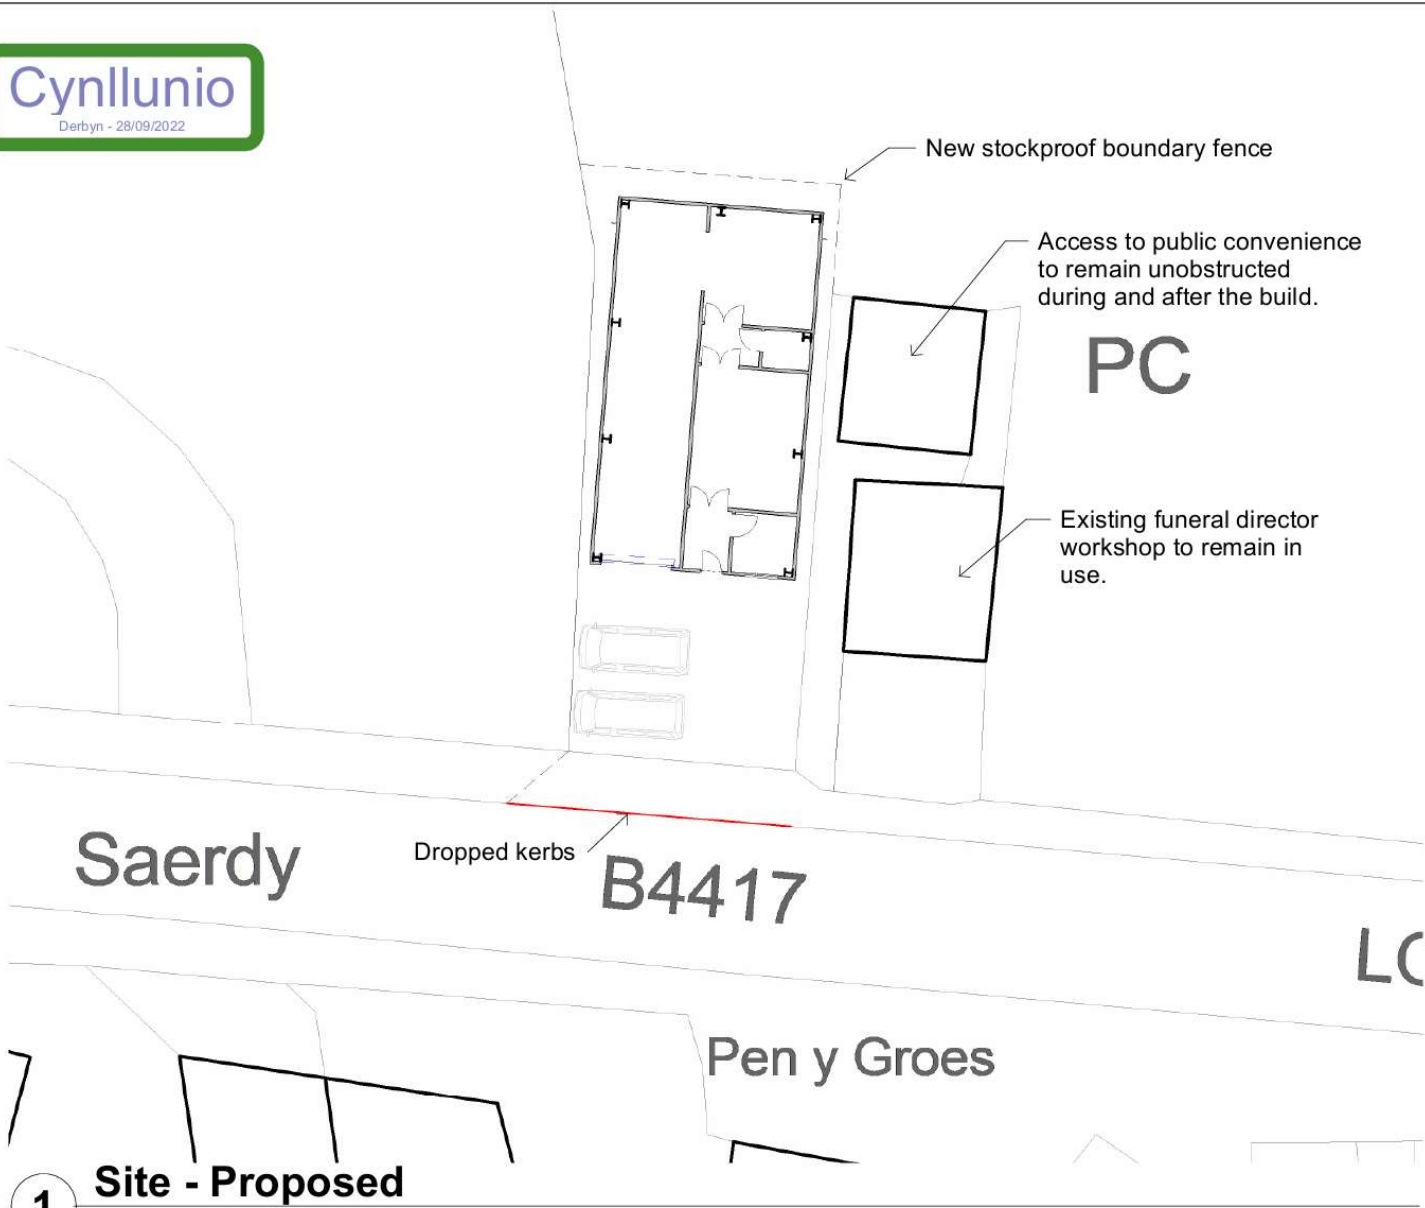 Cynllunio
Derbyn - 28/09/2022
New stockproof boundary fence
Access to public convenience
to remain unobstructed
during and after the build.
PC
Existing funeral director
workshop to remain in
use.
Dropped kerbs
Saerdy
B4417
Pen y Groes
1
Site - Proposed